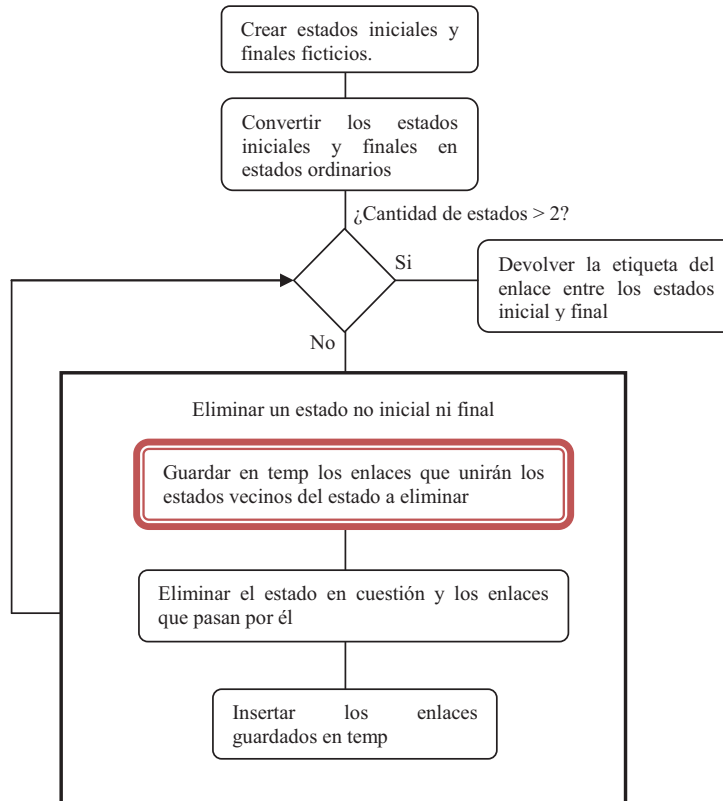 Crear estados iniciales y
finales ficticios.
Convertir los estados
iniciales y finales en
estados ordinarios
¿Cantidad de estados > 2?
Si
Devolver la etiqueta del
enlace entre los estados
inicial y final
No
Eliminar un estado no inicial ni final
Guardar en temp los enlaces que unirán los
estados vecinos del estado a eliminar
Eliminar el estado en cuestión y los enlaces
que pasan por él
Insertar los enlaces
guardados en temp